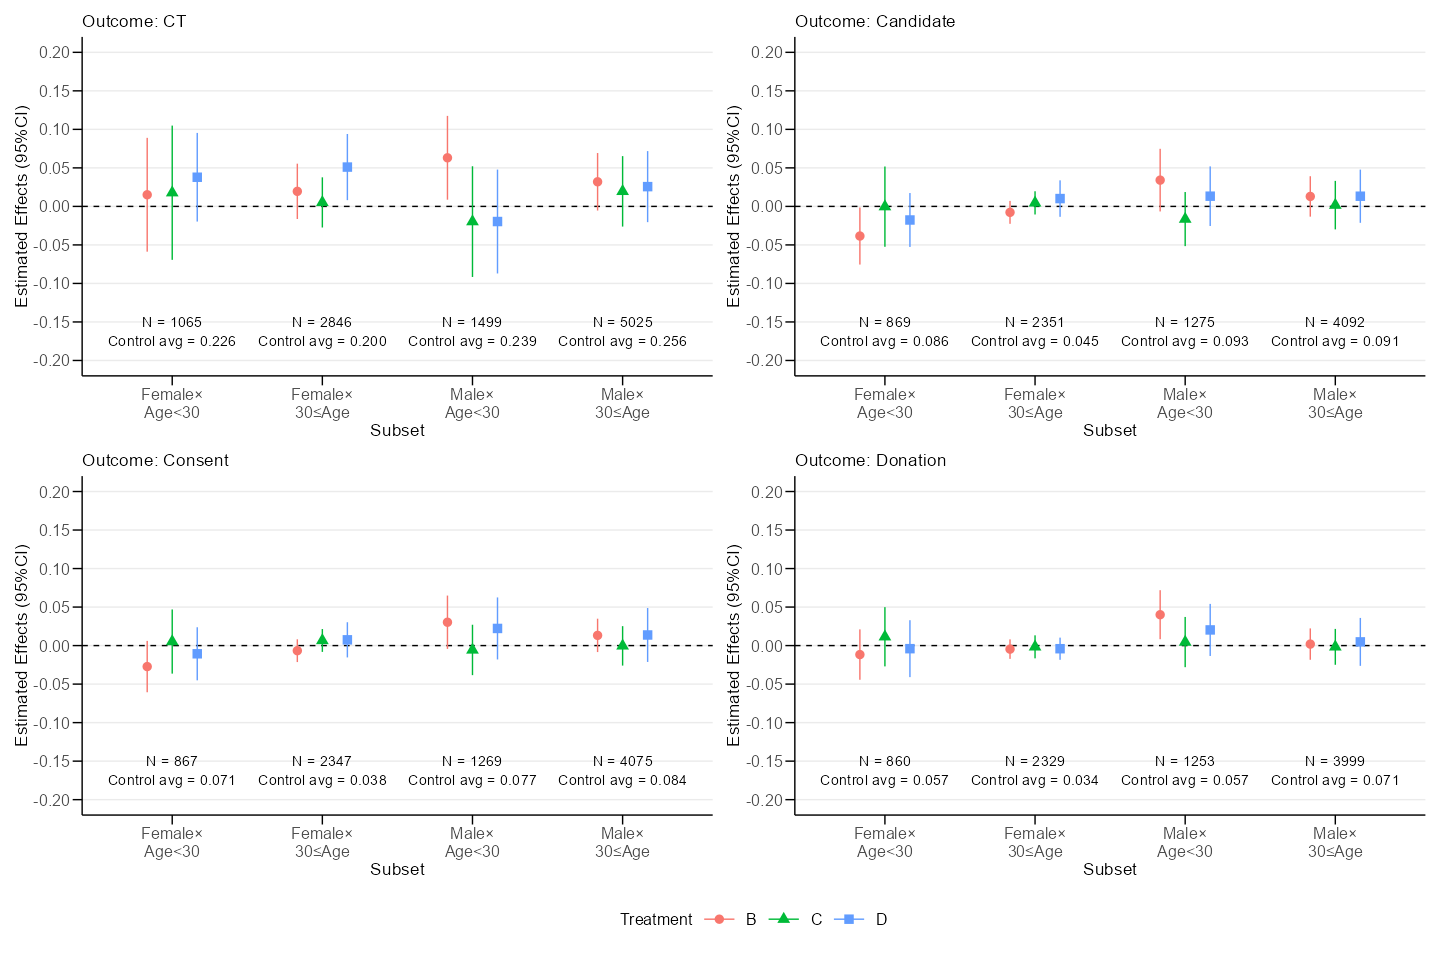 Outcome: CT
Estimated Effects (95%CI)
0.20
0.15
0.10
0.05
0.00
-0.05
-0.10
-0.15
-0.20
N = 1065
Control avg = 0.226
N = 2846
Control avg = 0.200
N = 1499
Control avg = 0.239
N = 5025
Control avg = 0.256
Female×
Age<30
Female×
30≤Age
Male×
Age<30
Male×
30≤Age
Subset
Outcome: Candidate
Estimated Effects (95%CI)
0.20
0.15
0.10
0.05
0.00
-0.05
-0.10
-0.15
-0.20
N = 869
Control avg = 0.086
N = 2351
Control avg = 0.045
N = 1275
Control avg = 0.093
N = 4092
Control avg = 0.091
Female×
Age<30
Female×
30≤Age
Male×
Age<30
Male×
30≤Age
Subset
Outcome: Consent
Estimated Effects (95%CI)
0.20
0.15
0.10
0.05
0.00
-0.05
-0.10
-0.15
-0.20
N = 867
Control avg = 0.071
N = 2347
Control avg = 0.038
N = 1269
Control avg = 0.077
N = 4075
Control avg = 0.084
Female×
Age<30
Female×
30≤Age
Male×
Age<30
Male×
30≤Age
Subset
Outcome: Donation
Estimated Effects (95%CI)
0.20
0.15
0.10
0.05
0.00
-0.05
-0.10
-0.15
-0.20
N = 860
Control avg = 0.057
N = 2329
Control avg = 0.034
N = 1253
Control avg = 0.057
N = 3999
Control avg = 0.071
Female×
Age<30
Female×
30≤Age
Male×
Age<30
Male×
30≤Age
Subset
Treatment B C D